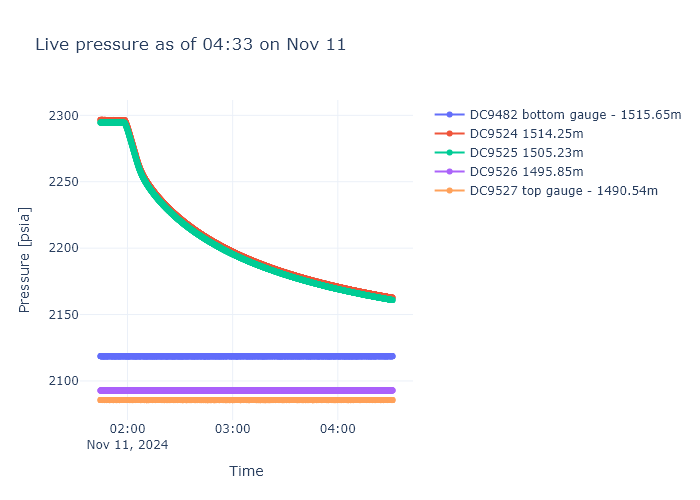 Live pressure as of 04:33 on Nov 11
DC9482 bottom gauge - 1515.65m
DC9524 1514.25m
DC9525 1505.23m
DC9526 1495.85m
DC9527 top gauge - 1490.54m
Pressure [psia]
2300
2250
2200
2150
2100
02:00
03:00
04:00
Nov 11, 2024
Time